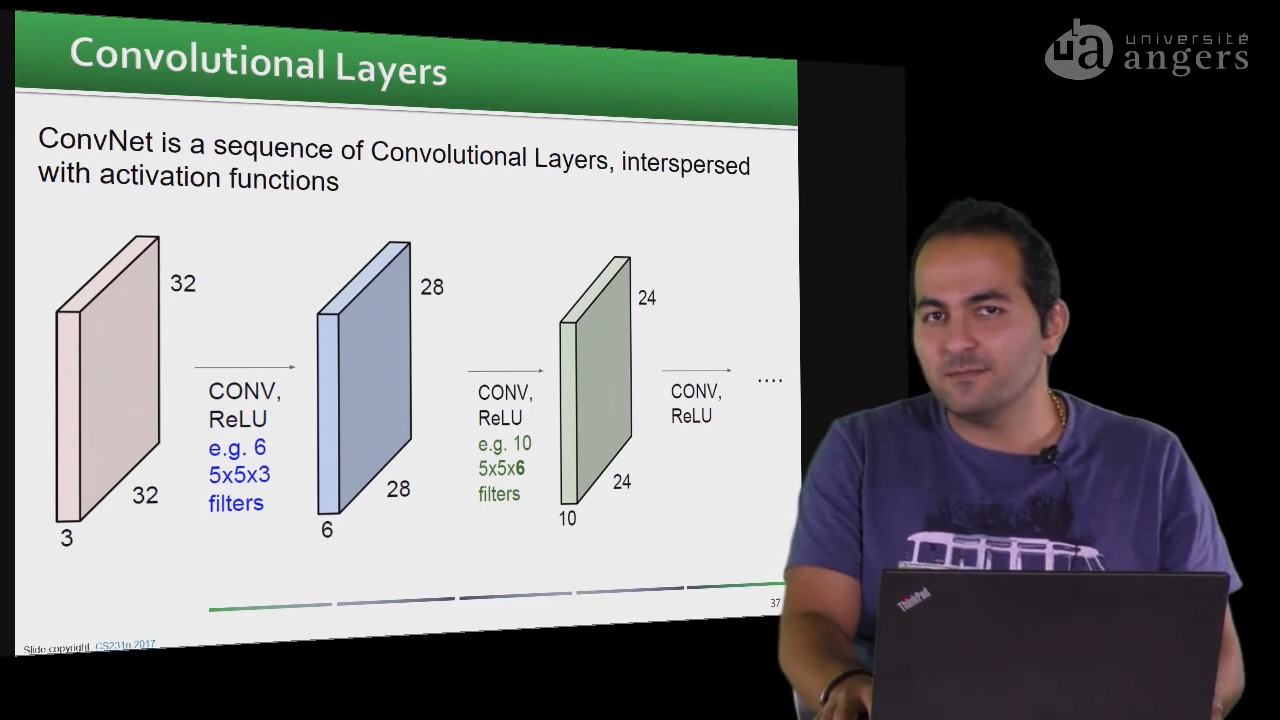 Convolutional Layers
université
angers
ConvNet is a sequence of Convolutional Layers, interspersed
with activation functions
32
32
3
CONV,
ReLU
e.g. 6
5x5x3
filters
28
28
6
CONV,
ReLU
e.g. 10
5x5x6
filters
24
24
10
CONV,
ReLU
....
37
Slide copyright CS231n 2017
ThinkPad